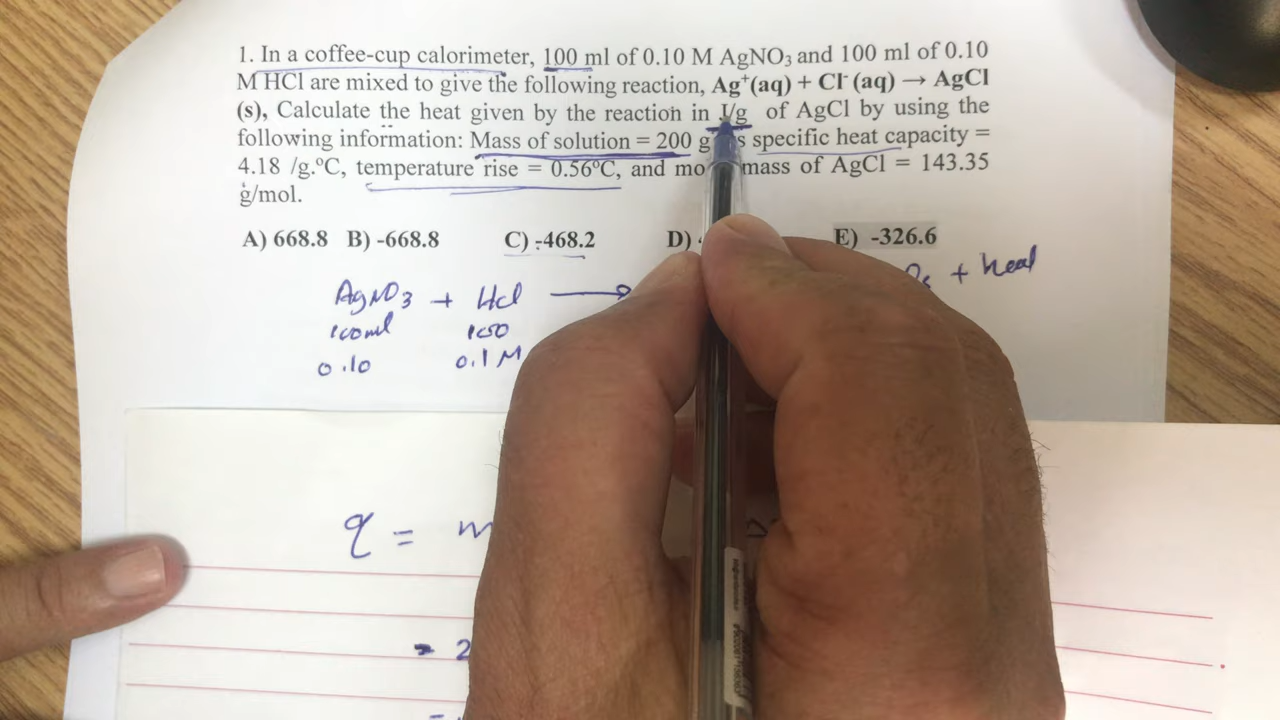 1. In a coffee-cup calorimeter, 100 ml of 0.10 M AgNO₃ and 100 ml of 0.10
M HCl are mixed to give the following reaction, Ag⁺(aq) + Cl⁻ (aq) → AgCl
(s), Calculate the heat given by the reaction in J/g of AgCl by using the
following information: Mass of solution = 200 g specific heat capacity =
4.18 /g.ºC, temperature rise = 0.56ºC, and mass of AgCl = 143.35
g/mol.
A) 668.8 B) -668.8 C) -468.2 D) E) -326.6
AgNO₃ + Hcl → + heat
100ml 100
0.10 0.1 M
q = m
= 2
=